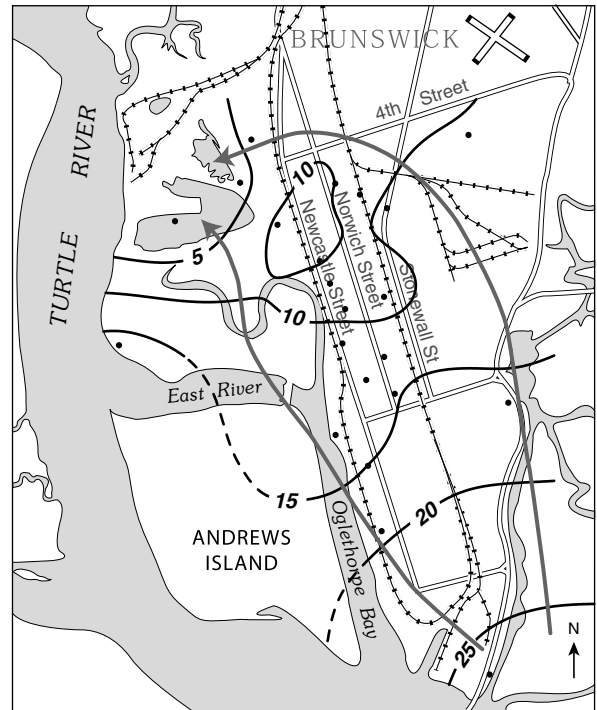 BRUNSWICK
4th Street
RIVER
TURTLE
10
Newcastle Street
Norwich Street
Stonewall St
5
10
East River
15
20
ANDREWS
ISLAND
Oglethorpe Bay
25
N